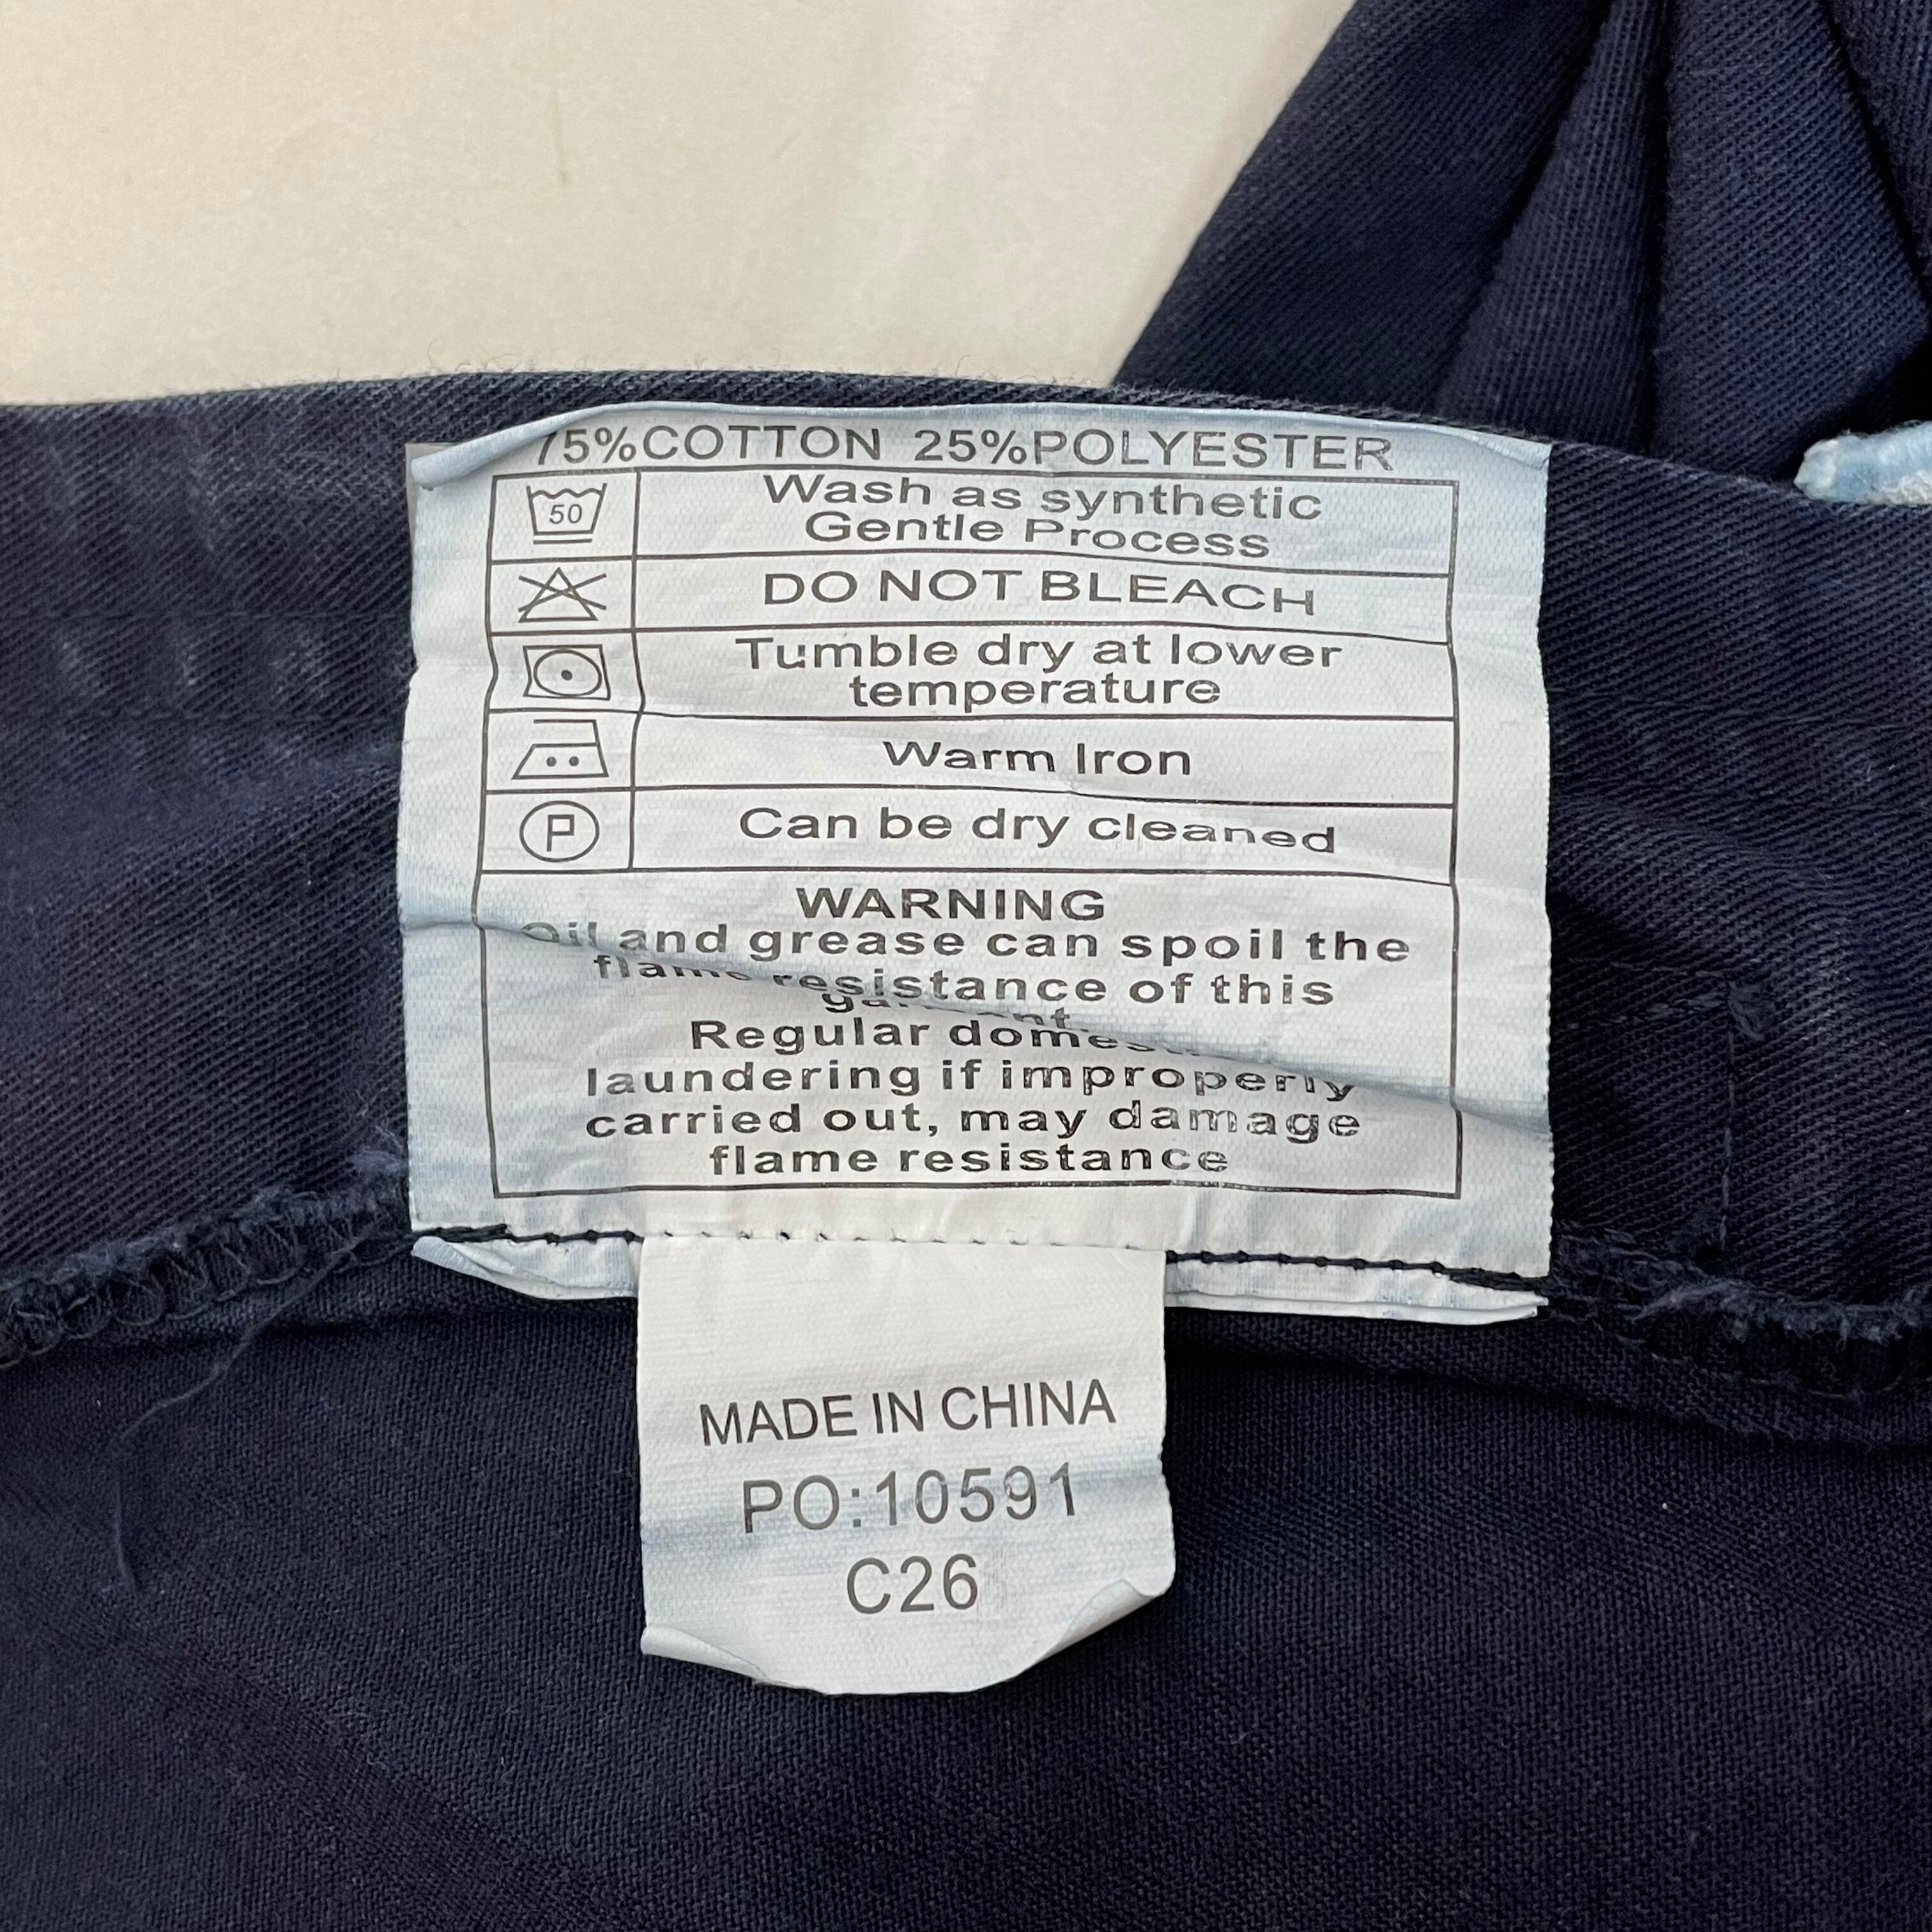 75%COTTON 25%POLYESTER
50
Wash as synthetic
Gentle Process
DO NOT BLEACH
Tumble dry at lower
temperature
Warm Iron
P
Can be dry cleaned
WARNING
Oil and grease can spoil the
flame resistance of this
Regular
laundering if improperly
carried out, may damage
flame resistance
MADE IN CHINA
PO:10591
C26